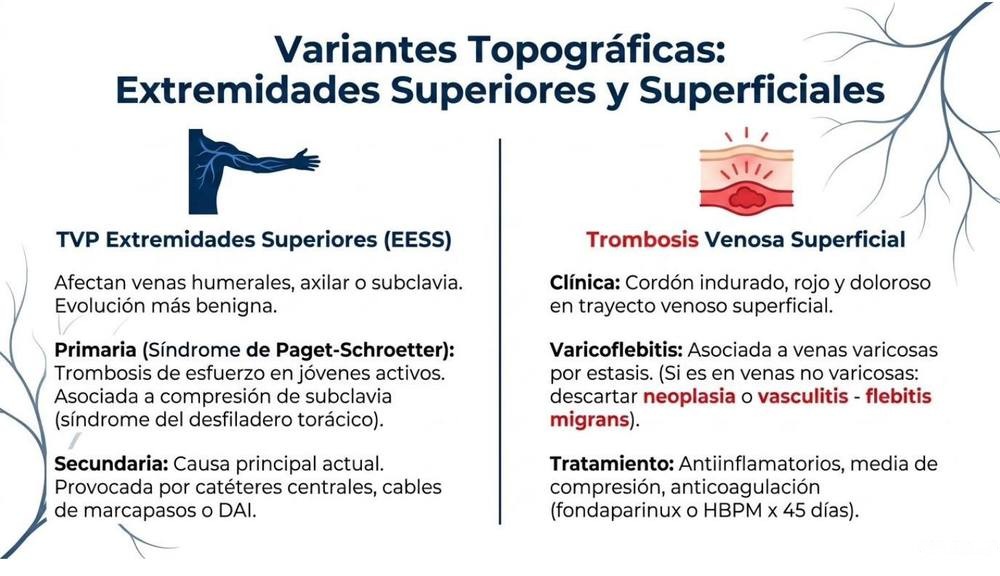 Variantes Topográficas:
Extremidades Superiores y Superficiales
TVP Extremidades Superiores (EESS)
Afectan venas humerales, axilar o subclavia.
Evolución más benigna.
Primaria (Síndrome de Paget-Schroetter):
Trombosis de esfuerzo en jóvenes activos.
Asociada a compresión de subclavia
(síndrome del desfiladero torácico).
Secundaria: Causa principal actual.
Provocada por catéteres centrales, cables
de marcapasos o DAI.
Trombosis Venosa Superficial
Clínica: Cordón indurado, rojo y doloroso
en trayecto venoso superficial.
Varicoflebitis: Asociada a venas varicosas
por estasis. (Si es en venas no varicosas:
descartar neoplasia o vasculitis - flebitis
migrans).
Tratamiento: Antiinflamatorios, media de
compresión, anticoagulación
(fondaparinux o HBPM x 45 días).